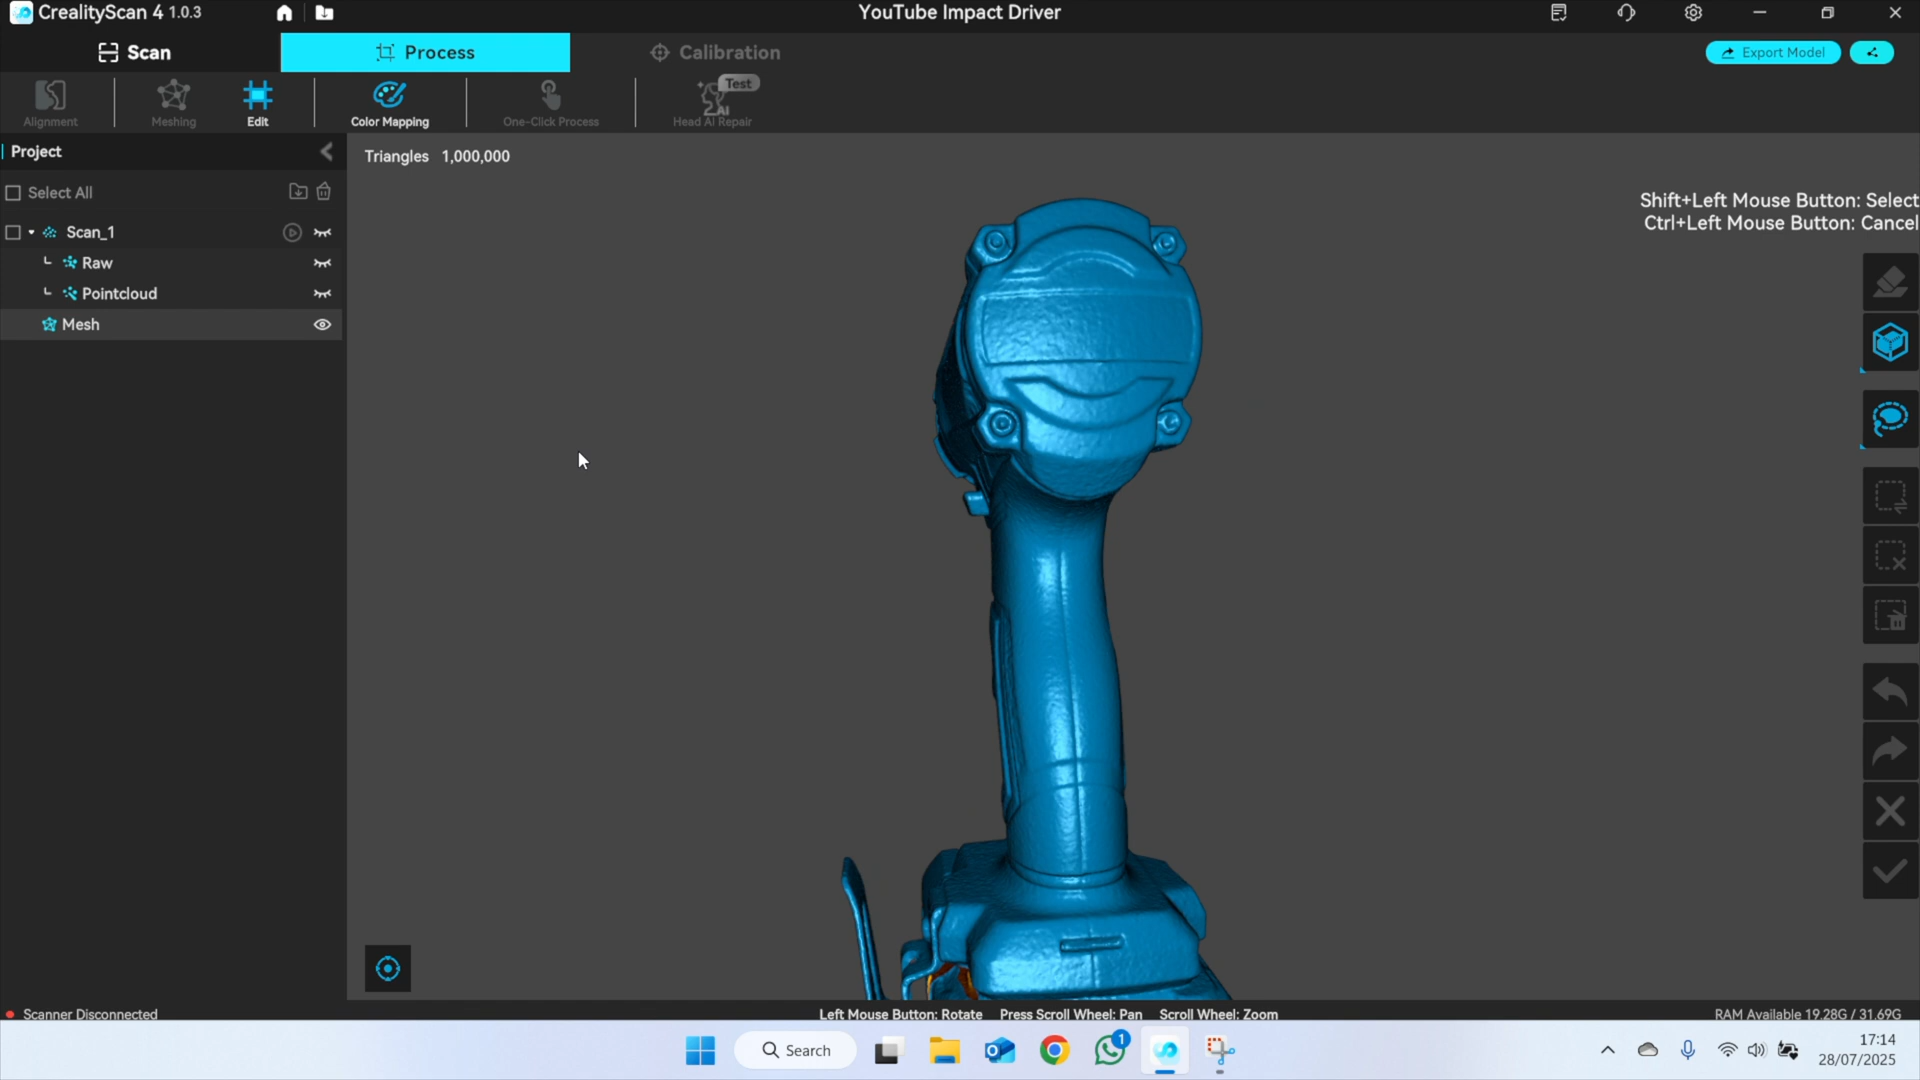 CrealityScan 4 1.0.3
YouTube Impact Driver
Scan
Process
Calibration
Export Model
Alignment
Meshing
Edit
Color Mapping
One-Click Process
Test
AI
Head AI Repair
Project
Select All
Scan_1
Raw
Pointcloud
Mesh
Triangles 1,000,000
Shift+Left Mouse Button: Select
Ctrl+Left Mouse Button: Cancel
Scanner Disconnected
Left Mouse Button: Rotate Press Scroll Wheel: Pan Scroll Wheel: Zoom
RAM Available 19.28G / 31.69G
Search
1
17:14
28/07/2025